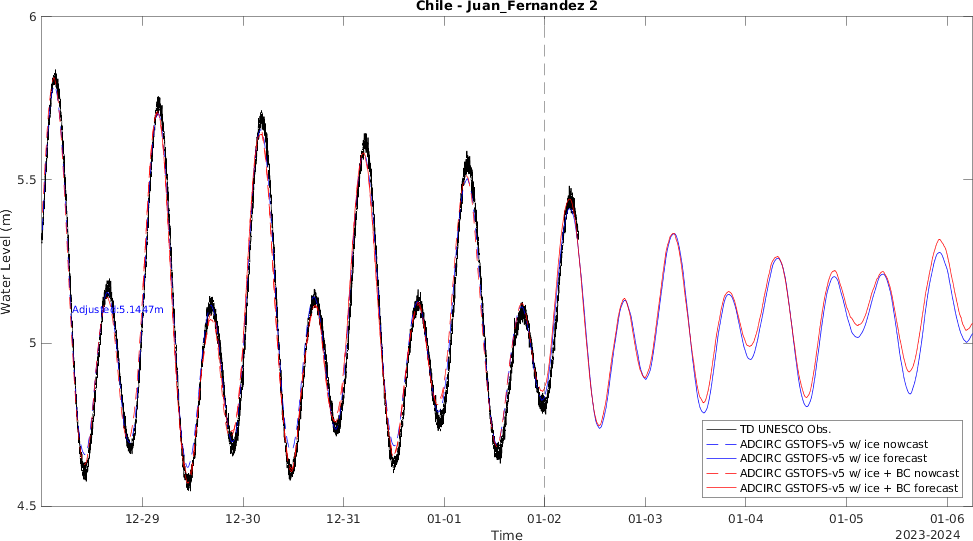 Chile - Juan_Fernandez 2
6
5.5
5
4.5
Water Level (m)
Adjusted:5.1447m
TD UNESCO Obs.
ADCIRC GSTOFS-v5 w/ ice nowcast
ADCIRC GSTOFS-v5 w/ ice forecast
ADCIRC GSTOFS-v5 w/ ice + BC nowcast
ADCIRC GSTOFS-v5 w/ ice + BC forecast
12-29 12-30 12-31 01-01 01-02 01-03 01-04 01-05 01-06
Time
2023-2024